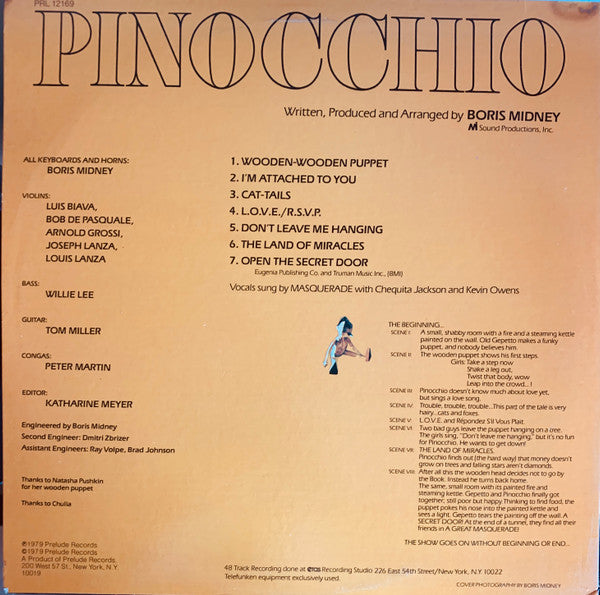 PRL 12169
PINOCCHIO
Written, Produced and Arranged by BORIS MIDNEY
Sound Productions, Inc.
ALL KEYBOARDS AND HORNS:
BORIS MIDNEY
VIOLINS:
LUIS BIAVA,
BOB DE PASQUALE,
ARNOLD GROSSI,
JOSEPH LANZA,
LOUIS LANZA
BASS:
WILLIE LEE
GUITAR:
TOM MILLER
CONGAS:
PETER MARTIN
EDITOR:
KATHARINE MEYER
Engineered by Boris Midney
Second Engineer: Dmitri Zbrizer
Assistant Engineers: Ray Volpe, Brad Johnson
Thanks to Natasha Pushkin
for her wooden puppet
Thanks to Chulia
℗1979 Prelude Records
©1979 Prelude Records
A Product of Prelude Records
200 West 57 St., New York, N.Y.
10019
1. WOODEN-WOODEN PUPPET
2. I'M ATTACHED TO YOU
3. CAT-TAILS
4. L.O.V.E./R.S.V.P.
5. DON'T LEAVE ME HANGING
6. THE LAND OF MIRACLES
7. OPEN THE SECRET DOOR
Eugenia Publishing Co. and Truman Music Inc., (BMI)
Vocals sung by MASQUERADE with Chequita Jackson and Kevin Owens
THE BEGINNING...
SCENE I: A small, shabby room with a fire and a steaming kettle
painted on the wall. Old Gepetto makes a funky
puppet, and nobody believes him.
SCENE II: The wooden puppet shows his first steps.
Girls: Take a step now
Shake a leg out,
Twist that body, wow
Leap into the crowd...!
SCENE III: Pinocchio doesn't know much about love yet,
but sings a love song.
SCENE IV: Trouble, trouble, trouble...This part of the tale is very
hairy...cats and foxes.
SCENE V: L.O.V.E. and Répondez S'il Vous Plait.
SCENE VI: Two bad guys leave the puppet hanging on a tree.
The girls sing, "Don't leave me hanging," but it's no fun
for Pinocchio. He wants to get down!
SCENE VII: THE LAND OF MIRACLES.
Pinocchio finds out (the hard way) that money doesn't
grow on trees and falling stars aren't diamonds.
SCENE VIII: After all this the wooden head decides not to go by
the Book. Instead he turns back home.
The same, small room with its painted fire and
steaming kettle. Gepetto and Pinocchio finally got
together; still poor but happy. Thinking to find food, the
puppet pokes his nose into the painted kettle and
sees a light. Gepetto tears the painting off the wall. A
SECRET DOOR! At the end of a tunnel, they find all their
friends in A GREAT MASQUERADE!
THE SHOW GOES ON WITHOUT BEGINNING OR END...
48 Track Recording done at eras Recording Studio 226 East 54th Street/New York, N.Y. 10022
Telefunken equipment exclusively used.
COVER PHOTOGRAPHY BY BORIS MIDNEY